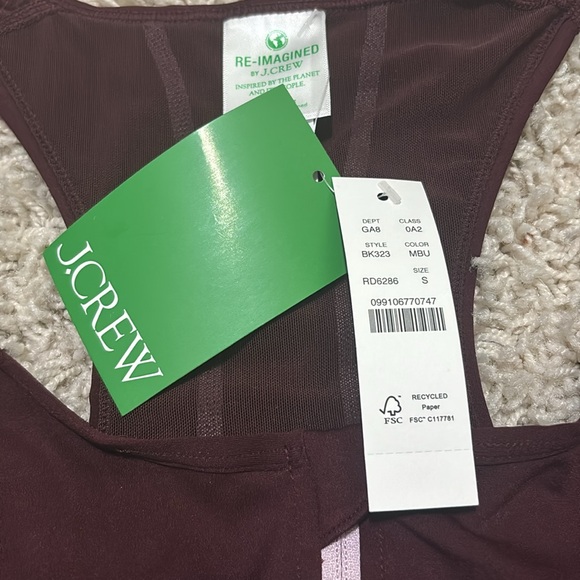 RE-IMAGINED
BY J.CREW
INSPIRED BY THE PLANET
AND
J.CREW
DEPT CLASS
GA8 0A2
STYLE COLOR
BK323 MBU
SIZE
RD6286 S
099106770747
FSC
RECYCLED
Paper
FSC® C117781